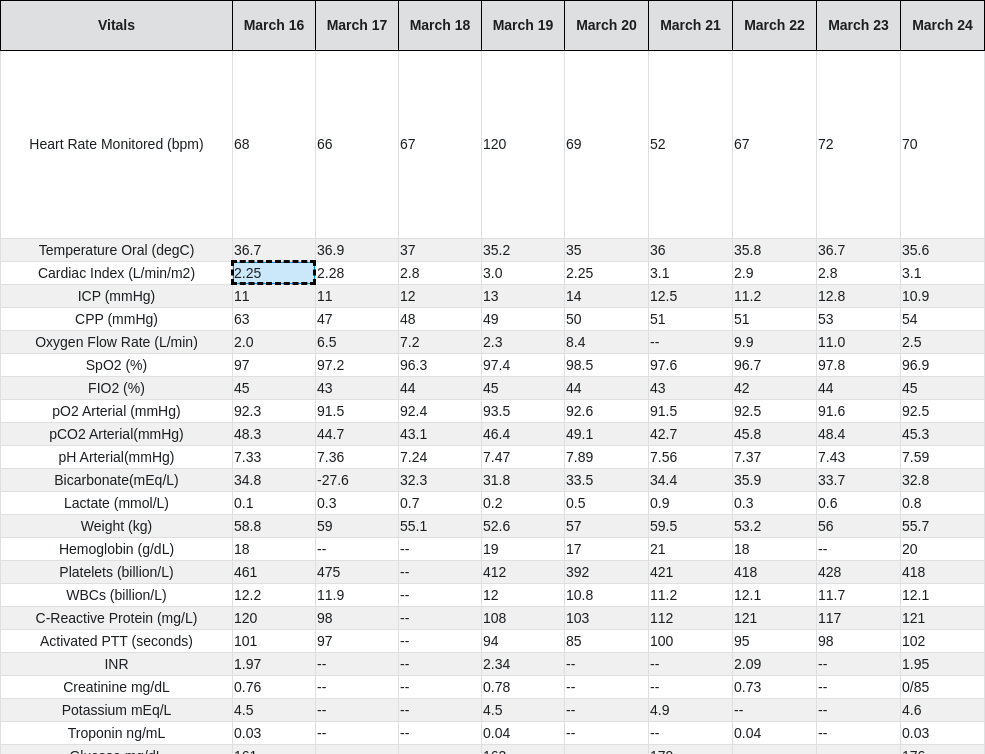 Vitals March 16 March 17 March 18 March 19 March 20 March 21 March 22 March 23 March 24
Heart Rate Monitored (bpm) 68 66 67 120 69 52 67 72 70
Temperature Oral (degC) 36.7 36.9 37 35.2 35 36 35.8 36.7 35.6
Cardiac Index (L/min/m2) 2.25 2.28 2.8 3.0 2.25 3.1 2.9 2.8 3.1
ICP (mmHg) 11 11 12 13 14 12.5 11.2 12.8 10.9
CPP (mmHg) 63 47 48 49 50 51 51 53 54
Oxygen Flow Rate (L/min) 2.0 6.5 7.2 2.3 8.4 -- 9.9 11.0 2.5
SpO2 (%) 97 97.2 96.3 97.4 98.5 97.6 96.7 97.8 96.9
FIO2 (%) 45 43 44 45 44 43 42 44 45
pO2 Arterial (mmHg) 92.3 91.5 92.4 93.5 92.6 91.5 92.5 91.6 92.5
pCO2 Arterial(mmHg) 48.3 44.7 43.1 46.4 49.1 42.7 45.8 48.4 45.3
pH Arterial(mmHg) 7.33 7.36 7.24 7.47 7.89 7.56 7.37 7.43 7.59
Bicarbonate(mEq/L) 34.8 -27.6 32.3 31.8 33.5 34.4 35.9 33.7 32.8
Lactate (mmol/L) 0.1 0.3 0.7 0.2 0.5 0.9 0.3 0.6 0.8
Weight (kg) 58.8 59 55.1 52.6 57 59.5 53.2 56 55.7
Hemoglobin (g/dL) 18 -- -- 19 17 21 18 -- 20
Platelets (billion/L) 461 475 -- 412 392 421 418 428 418
WBCs (billion/L) 12.2 11.9 -- 12 10.8 11.2 12.1 11.7 12.1
C-Reactive Protein (mg/L) 120 98 -- 108 103 112 121 117 121
Activated PTT (seconds) 101 97 -- 94 85 100 95 98 102
INR 1.97 -- -- 2.34 -- -- 2.09 -- 1.95
Creatinine mg/dL 0.76 -- -- 0.78 -- -- 0.73 -- 0/85
Potassium mEq/L 4.5 -- -- 4.5 -- 4.9 -- -- 4.6
Troponin ng/mL 0.03 -- -- 0.04 -- -- 0.04 -- 0.03